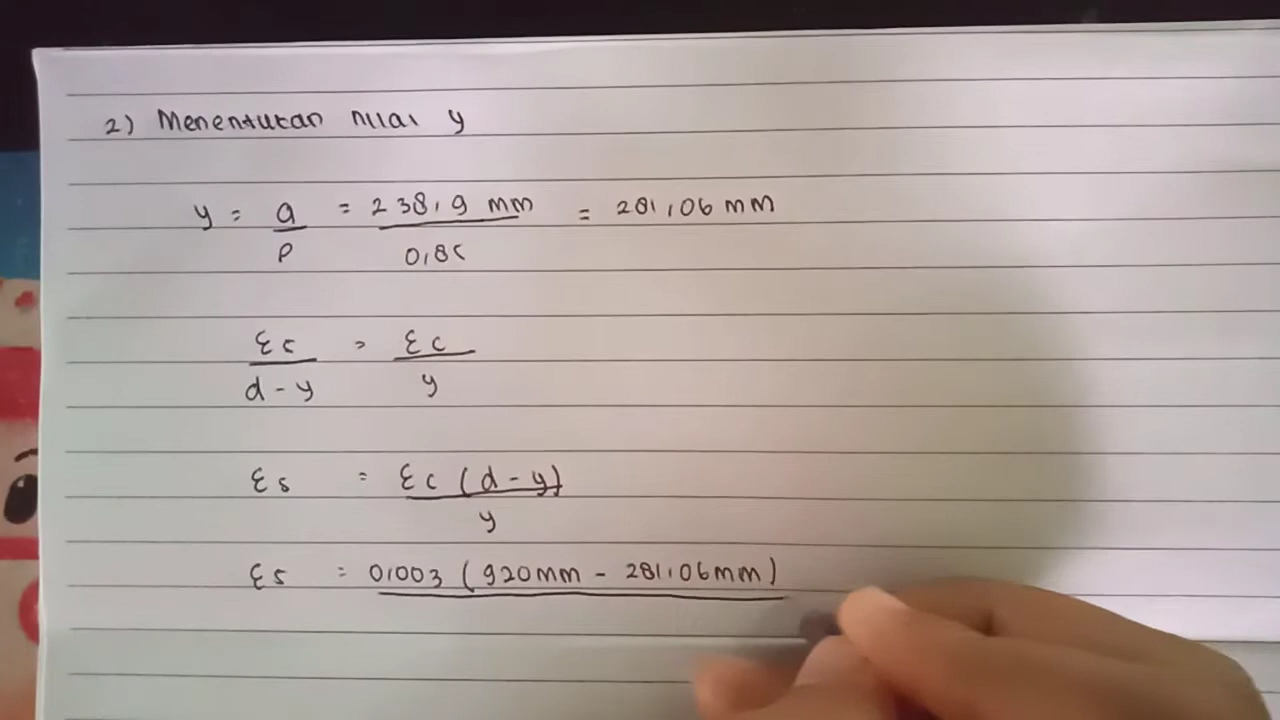 2) Menentukan nilai y
y = a = 238,9 mm = 281,06 mm
β 0,85
εs = εc
d - y y
εs = εc (d - y)
y
εs = 0,003 (920mm - 281,06mm)